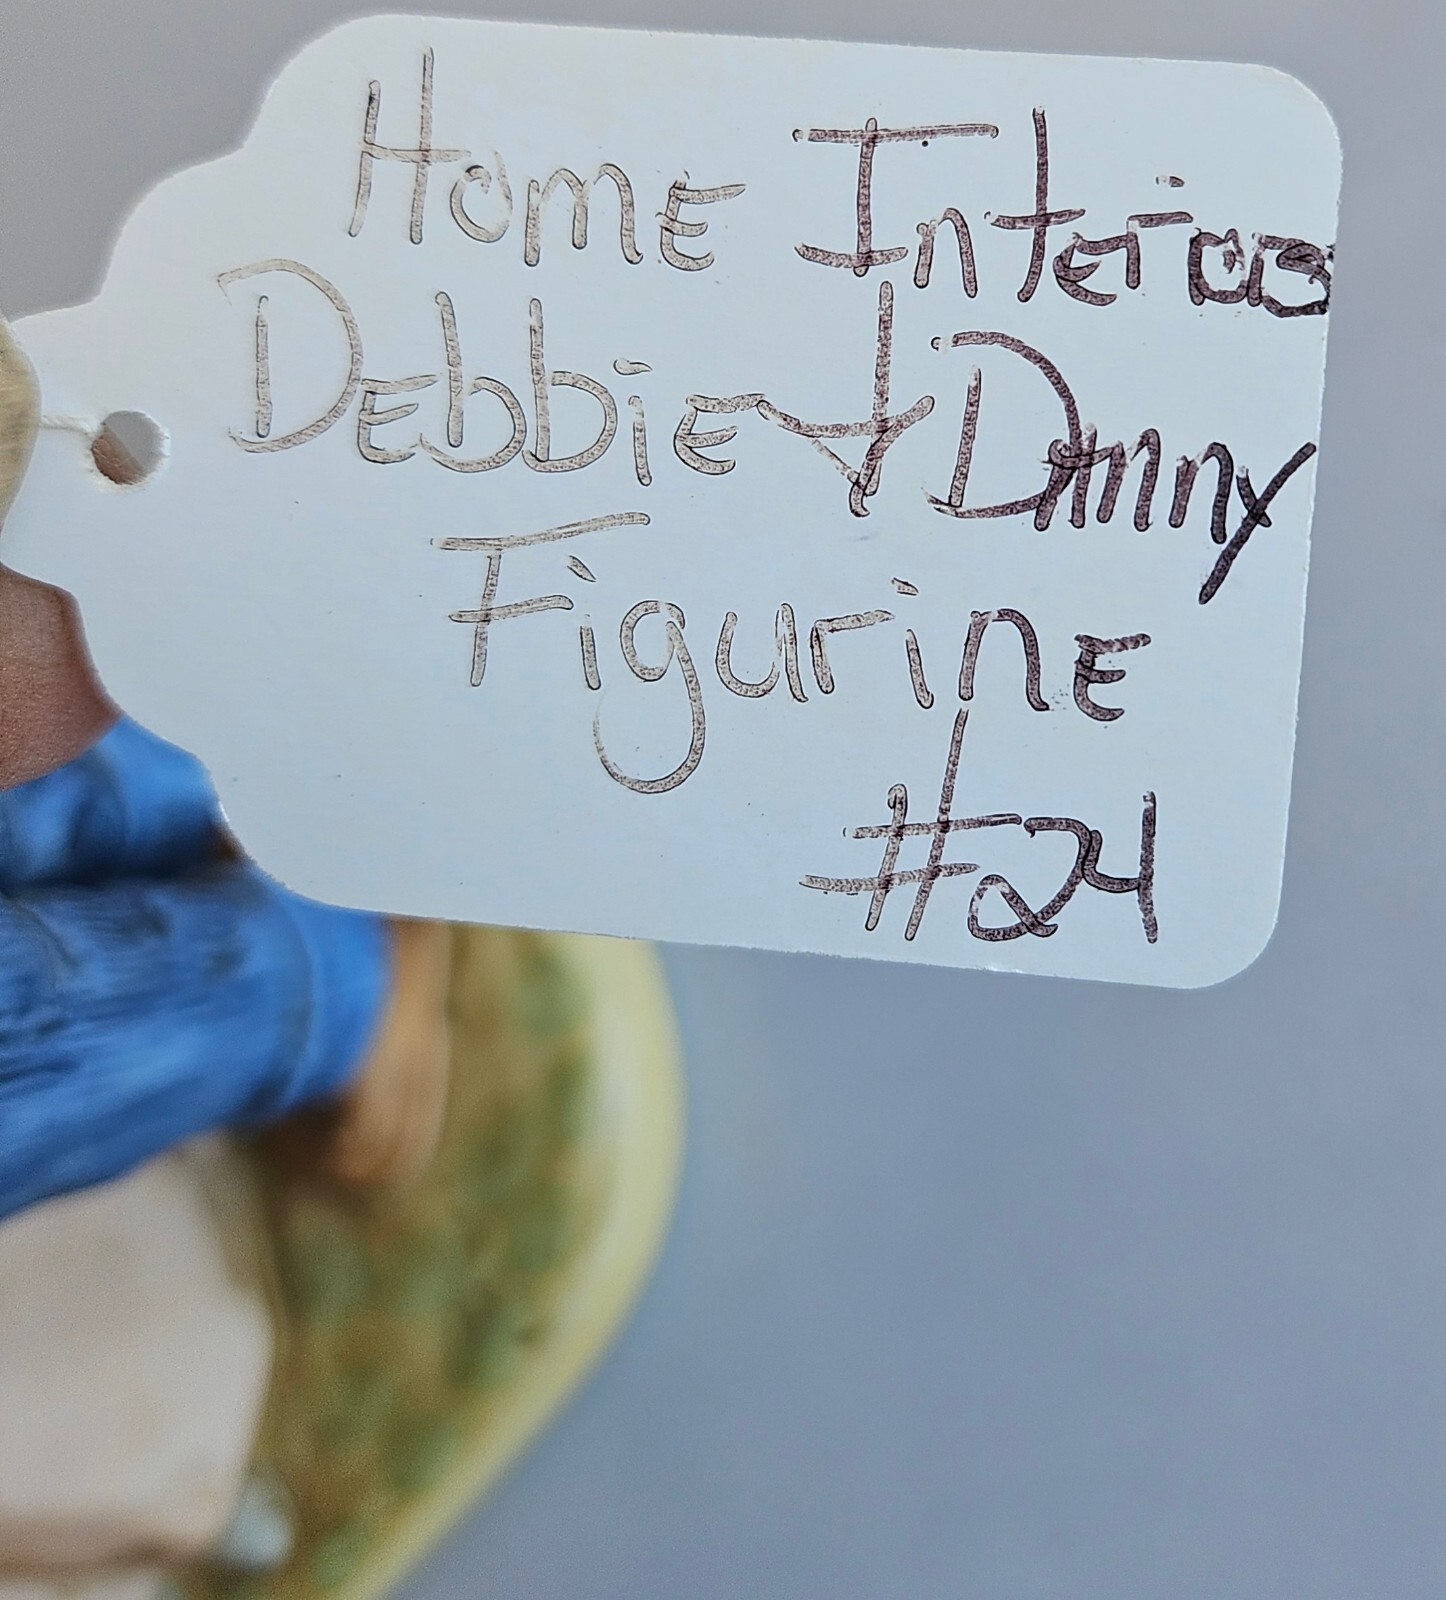 Home Interiors
Debbie & Danny
Figurine
#24